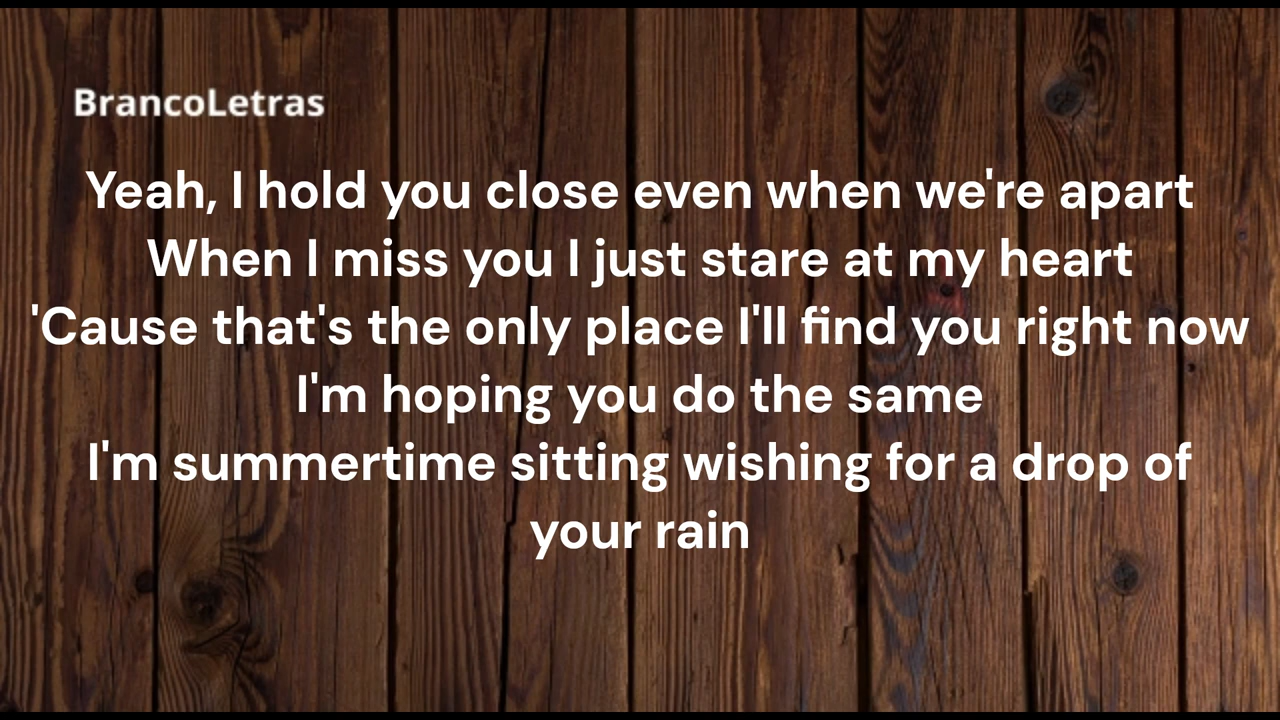 BrancoLetras
Yeah, I hold you close even when we're apart
When I miss you I just stare at my heart
'Cause that's the only place I'll find you right now
I'm hoping you do the same
I'm summertime sitting wishing for a drop of
your rain